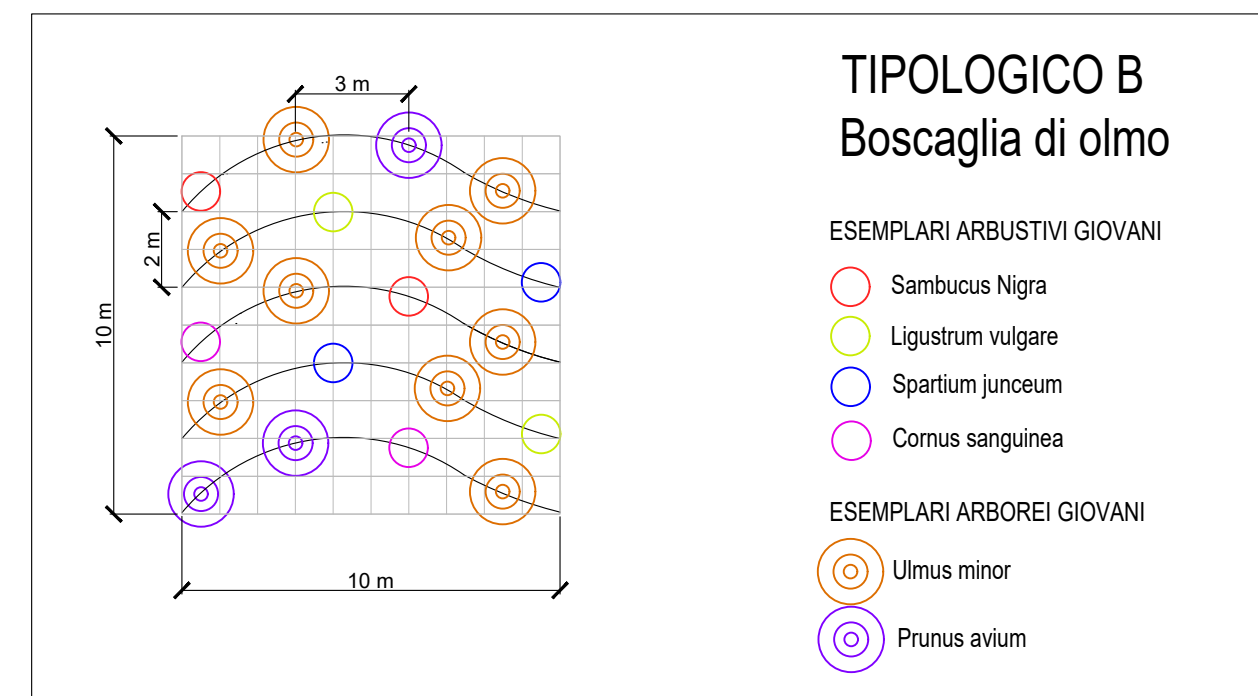 TIPOLOGICO B
Boscaglia di olmo
3 m
2 m
10 m
10 m
ESEMPLARI ARBUSTIVI GIOVANI
Sambucus Nigra
Ligustrum vulgare
Spartium junceum
Cornus sanguinea
ESEMPLARI ARBOREI GIOVANI
Ulmus minor
Prunus avium